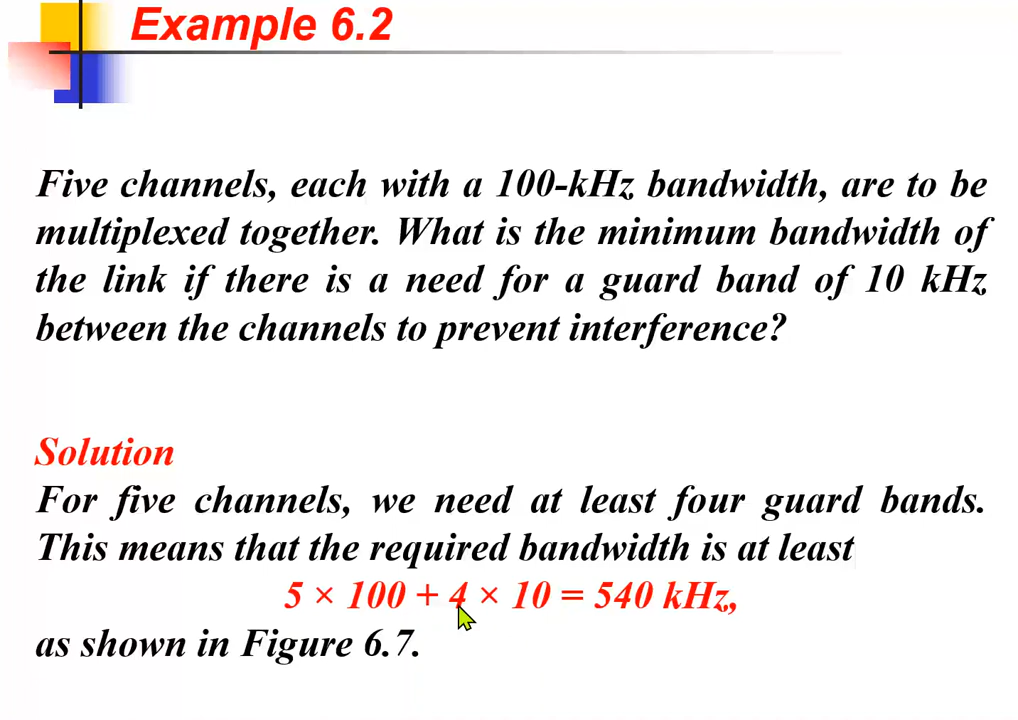 Example 6.2
Five channels, each with a 100-kHz bandwidth, are to be
multiplexed together. What is the minimum bandwidth of
the link if there is a need for a guard band of 10 kHz
between the channels to prevent interference?
Solution
For five channels, we need at least four guard bands.
This means that the required bandwidth is at least
5 × 100 + 4 × 10 = 540 kHz,
as shown in Figure 6.7.